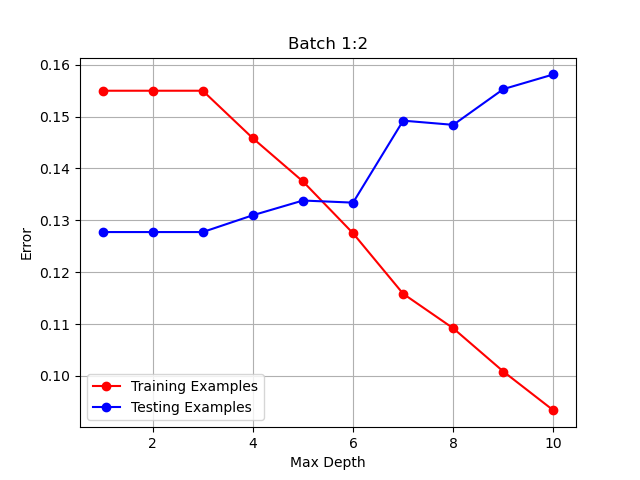 Batch 1:2
0.16
0.15
0.14
0.13
0.12
0.11
0.10
Error
Training Examples
Testing Examples
2 4 6 8 10
Max Depth